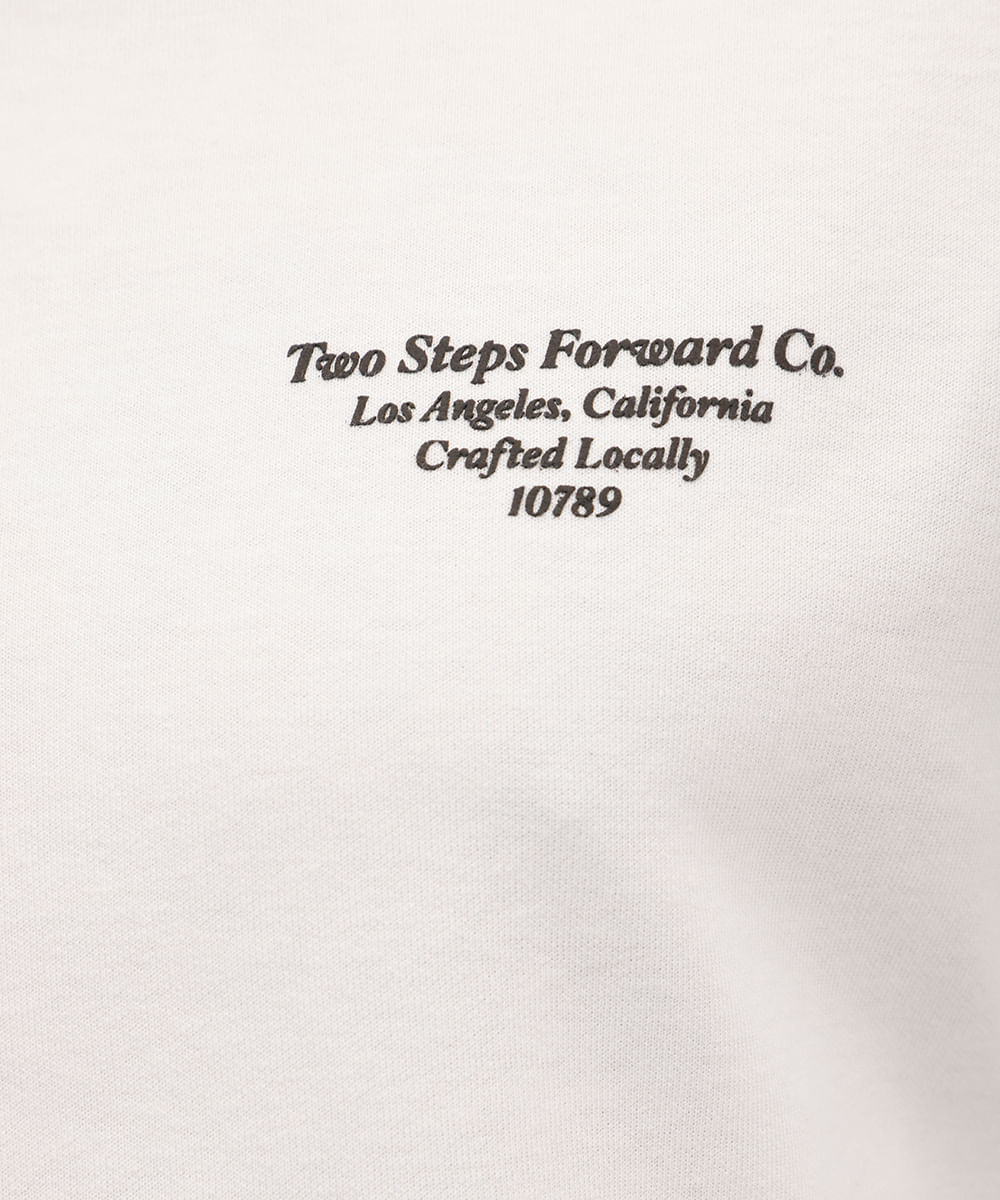 Two Steps Forward Co.
Los Angeles, California
Crafted Locally
10789